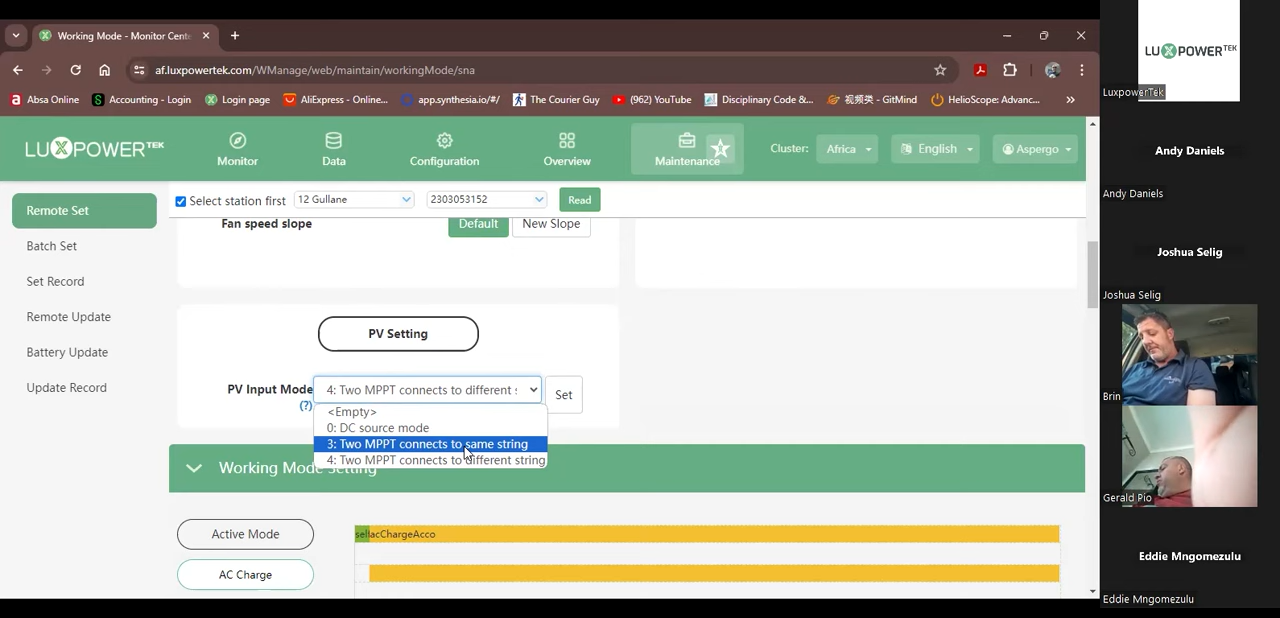 Working Mode - Monitor Cente
af.luxpowertek.com/WManage/web/maintain/workingMode/sna
Absa Online
Accounting - Login
Login page
AliExpress - Online...
app.synthesia.io/#/
The Courier Guy
(962) YouTube
Disciplinary Code &...
视频类 - GitMind
HelioScope: Advanc...
LUXPOWERTEK
Monitor
Data
Configuration
Overview
Maintenance
Cluster:
Africa
English
Aspergo
Remote Set
Batch Set
Set Record
Remote Update
Battery Update
Update Record
Select station first
12 Gullane
2303053152
Read
Fan speed slope
Default
New Slope
PV Setting
PV Input Mode
(?)
4: Two MPPT connects to different s
Set
<Empty>
0: DC source mode
3: Two MPPT connects to same string
4: Two MPPT connects to different string
Working Mode Setting
Active Mode
sellacChargeAcco
AC Charge
LUXPOWERTEK
LuxpowerTek
Andy Daniels
Andy Daniels
Joshua Selig
Joshua Selig
Brin
Gerald Pio
Eddie Mngomezulu
Eddie Mngomezulu